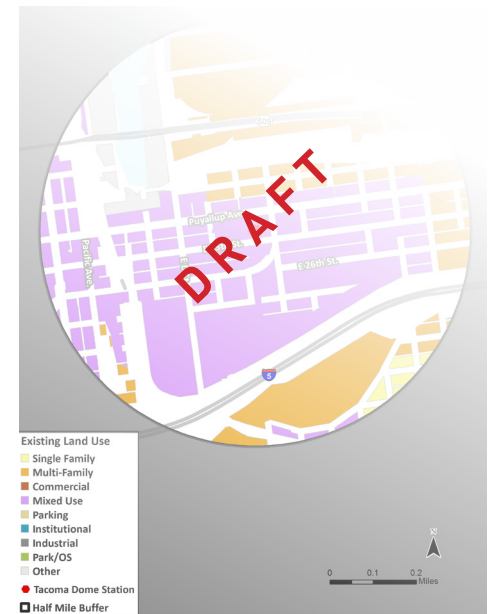 509
DRAFT
Puyallup Ave.
Pacific Ave.
E 26th St.
5
Existing Land Use
Single Family
Multi-Family
Commercial
Mixed Use
Parking
Institutional
Industrial
Park/OS
Other
Tacoma Dome Station
Half Mile Buffer
N
0 0.1 0.2
Miles